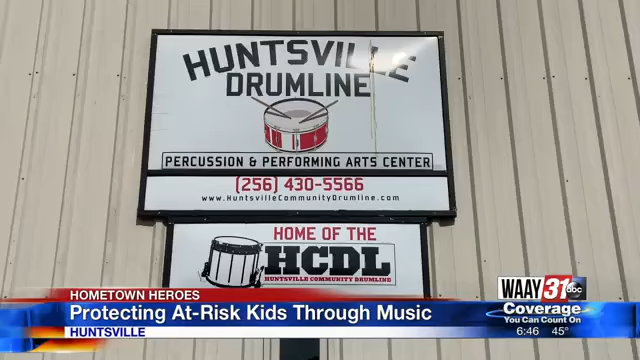 HUNTSVILLE
DRUMLINE
PERCUSSION & PERFORMING ARTS CENTER
(256) 430-5566
www.HuntsvilleCommunityDrumline.com
HOME OF THE
HCDL
HUNTSVILLE COMMUNITY DRUMLINE
HOMETOWN HEROES
Protecting At-Risk Kids Through Music
HUNTSVILLE
WAAY 31 abc
Coverage
You Can Count On
6:46 45°